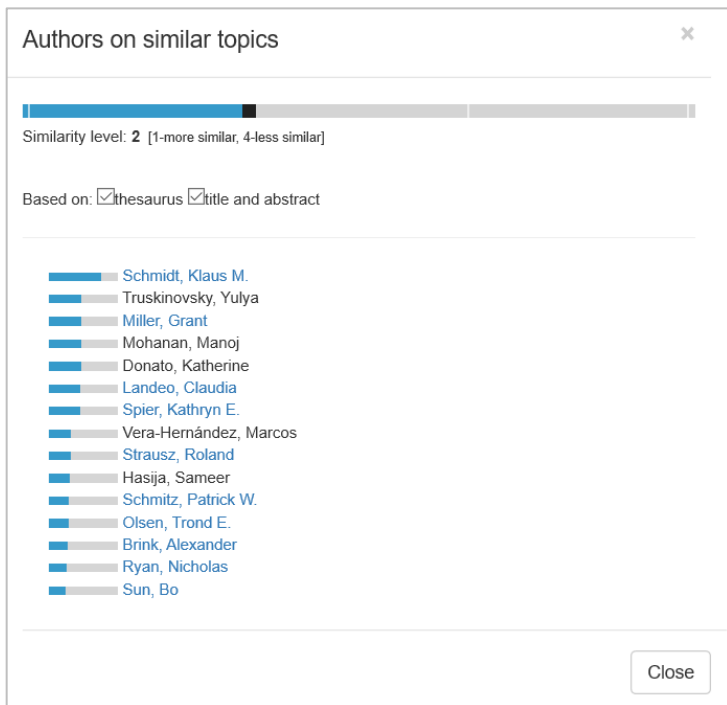 Authors on similar topics
×
Similarity level: 2 [1-more similar, 4-less similar]
Based on: thesaurus title and abstract
Schmidt, Klaus M.
Truskinovsky, Yulya
Miller, Grant
Mohanan, Manoj
Donato, Katherine
Landeo, Claudia
Spier, Kathryn E.
Vera-Hernández, Marcos
Strausz, Roland
Hasija, Sameer
Schmitz, Patrick W.
Olsen, Trond E.
Brink, Alexander
Ryan, Nicholas
Sun, Bo
Close